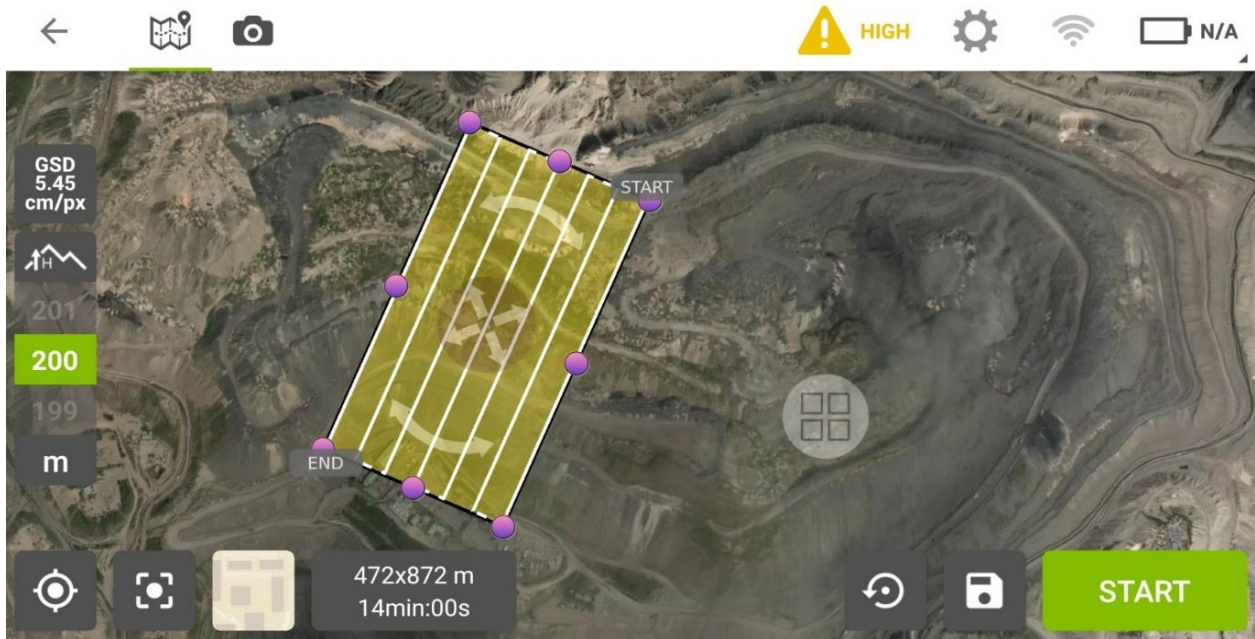 HIGH
N/A
GSD
5.45
cm/px
H
201
200
199
m
START
END
472x872 m
14min:00s
START